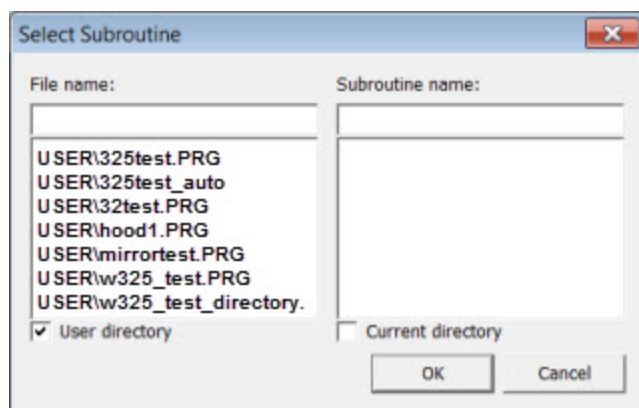 Select Subroutine
File name:
Subroutine name:
USER\325test.PRG
USER\325test_auto
USER\32test.PRG
USER\hood1.PRG
USER\mirrortest.PRG
USER\w325_test.PRG
USER\w325_test_directory.
User directory
Current directory
OK
Cancel